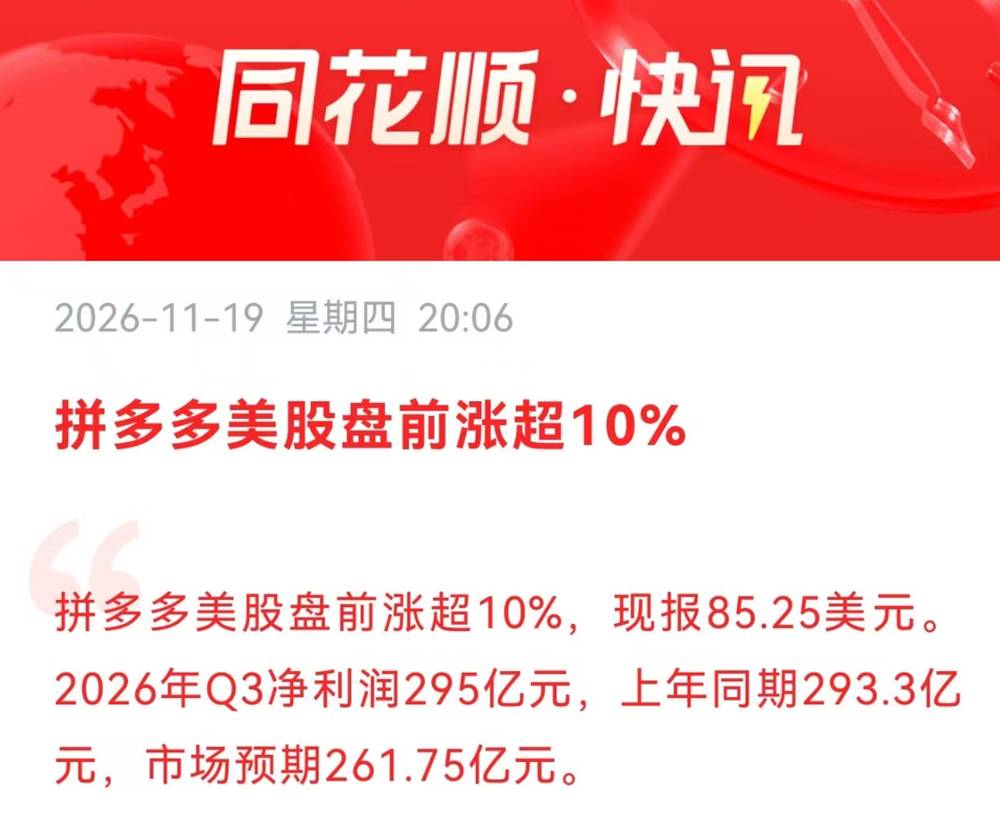 同花顺·快讯
2026-11-19 星期四 20:06
拼多多美股盘前涨超10%
拼多多美股盘前涨超10%，现报85.25美元。
2026年Q3净利润295亿元，上年同期293.3亿
元，市场预期261.75亿元。